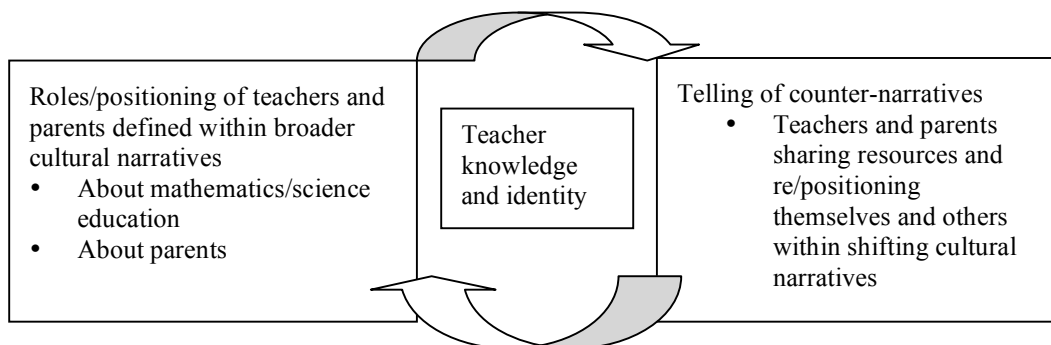 Roles/positioning of teachers and
parents defined within broader
cultural narratives
• About mathematics/science
education
• About parents
Teacher
knowledge
and identity
Telling of counter-narratives
• Teachers and parents
sharing resources and
re/positioning
themselves and others
within shifting cultural
narratives